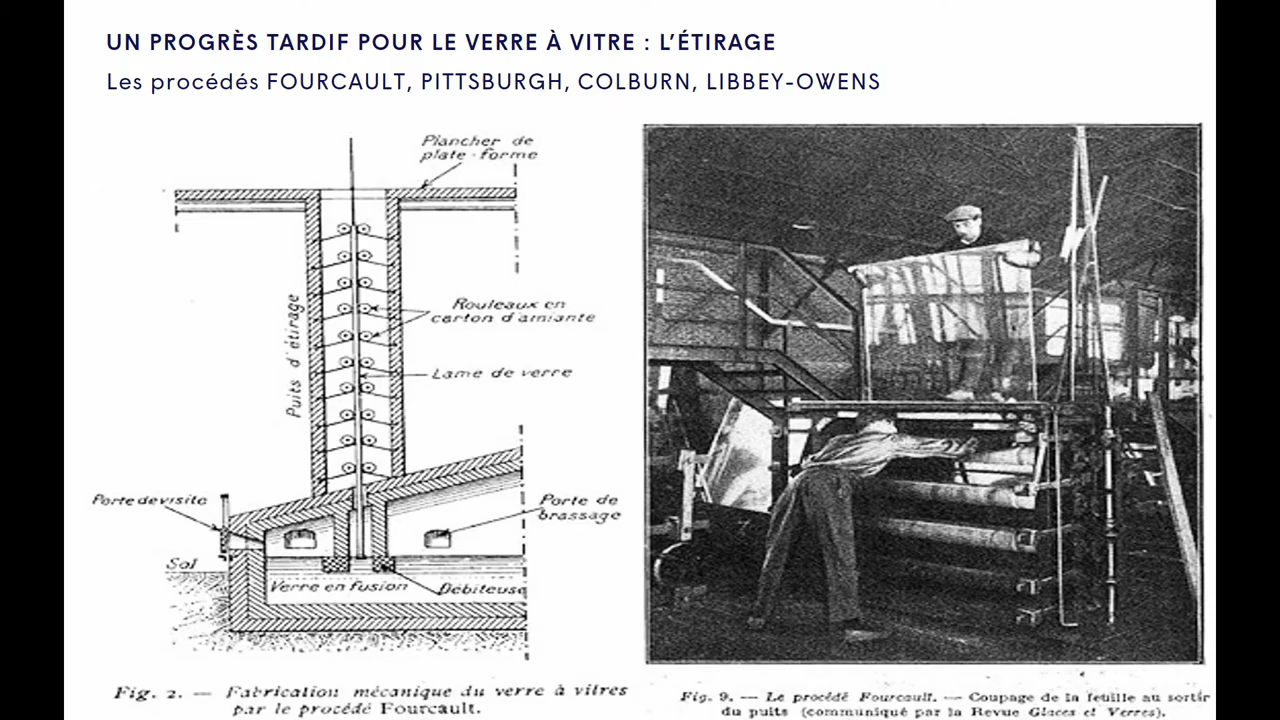 UN PROGRÈS TARDIF POUR LE VERRE À VITRE : L'ÉTIRAGE
Les procédés FOURCAULT, PITTSBURGH, COLBURN, LIBBEY-OWENS
Plancher de
plate-forme
Puits d'étirage
Rouleaux en
carton d'amiante
Lame de verre
Porte de visite
Porte de
brassage
Sol
Verre en fusion
Débiteuse
Fig. 2. — Fabrication mécanique du verre à vitres
par le procédé Fourcault.
Fig. 9. — Le procédé Fourcault. — Coupage de la feuille au sortir
du puits (communiqué par la Revue Glaces et Verres).